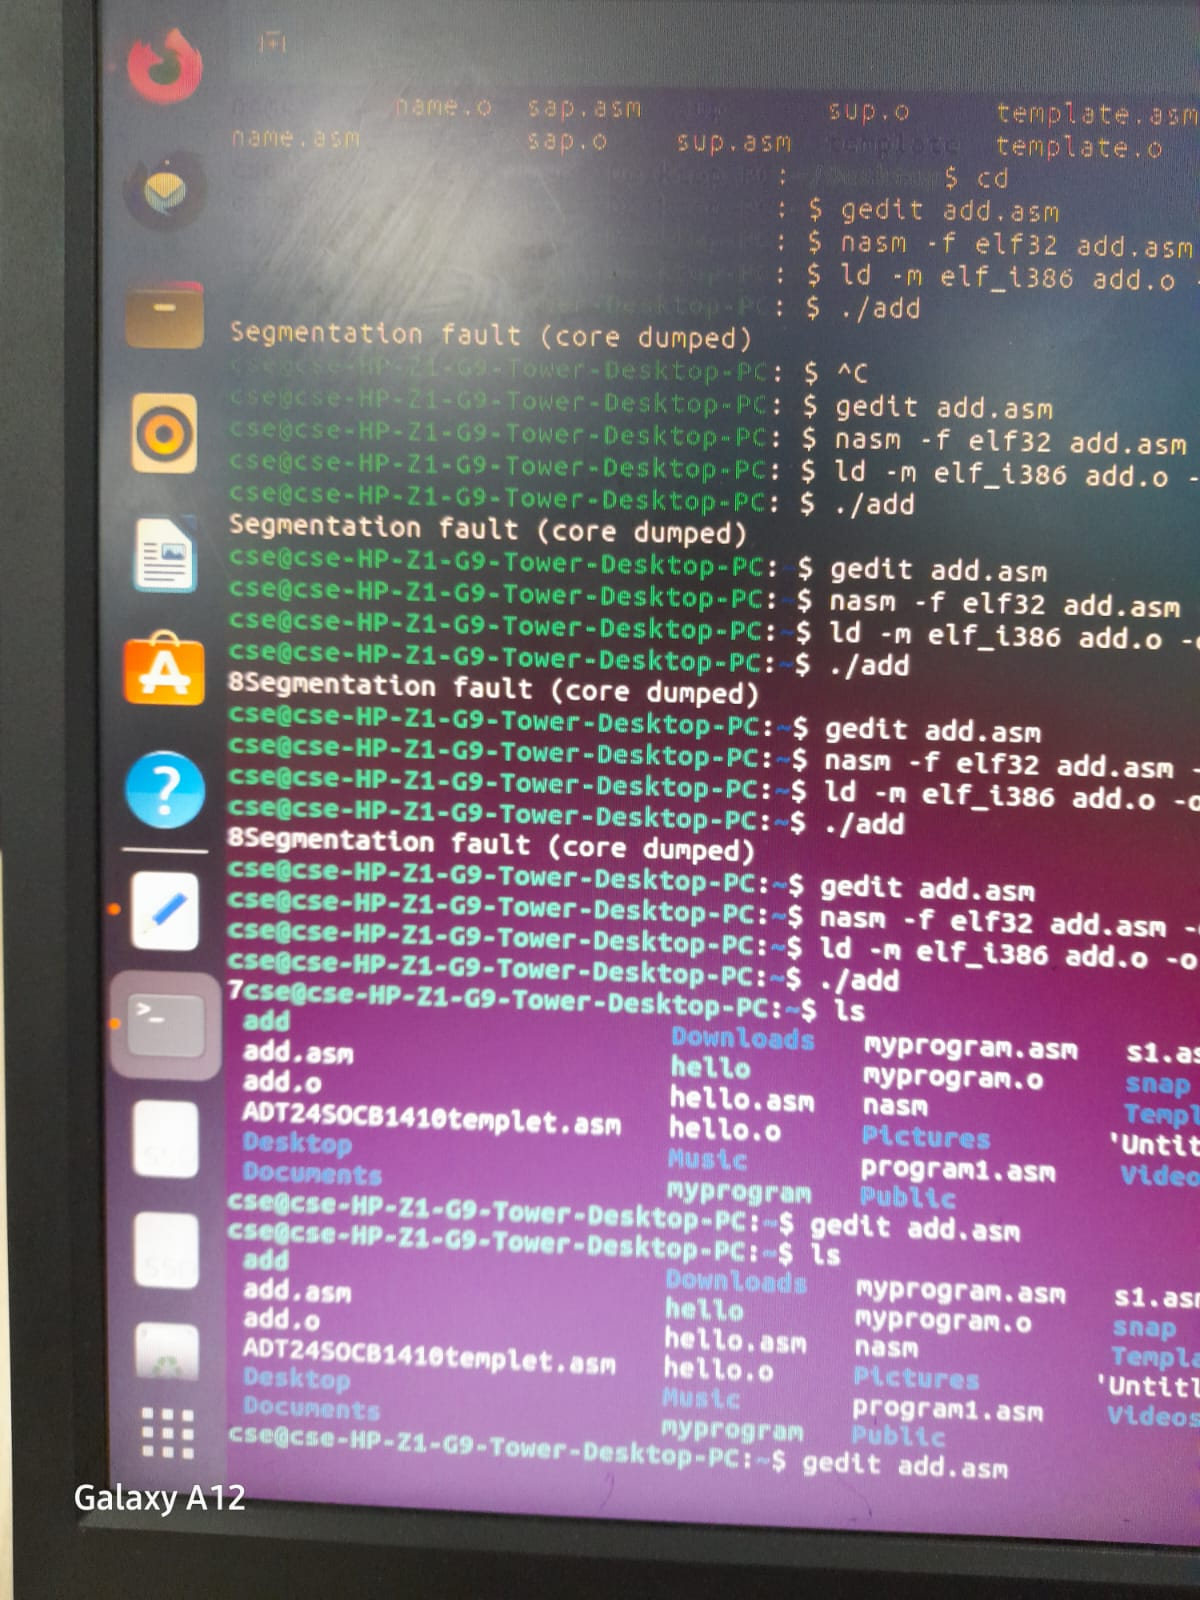 name.o sap.asm sup.o template.asm
name.asm sap.o sup.asm template template.o
: $ cd
: $ gedit add.asm
: $ nasm -f elf32 add.asm
: $ ld -m elf_i386 add.o -
-Desktop-PC: $ ./add
Segmentation fault (core dumped)
cse@cse-HP-Z1-G9-Tower-Desktop-PC: $ ^C
cse@cse-HP-Z1-G9-Tower-Desktop-PC: $ gedit add.asm
cse@cse-HP-Z1-G9-Tower-Desktop-PC: $ nasm -f elf32 add.asm
cse@cse-HP-Z1-G9-Tower-Desktop-PC: $ ld -m elf_i386 add.o -
cse@cse-HP-Z1-G9-Tower-Desktop-PC: $ ./add
Segmentation fault (core dumped)
cse@cse-HP-Z1-G9-Tower-Desktop-PC:~$ gedit add.asm
cse@cse-HP-Z1-G9-Tower-Desktop-PC:~$ nasm -f elf32 add.asm
cse@cse-HP-Z1-G9-Tower-Desktop-PC:~$ ld -m elf_i386 add.o -o
cse@cse-HP-Z1-G9-Tower-Desktop-PC:~$ ./add
8Segmentation fault (core dumped)
cse@cse-HP-Z1-G9-Tower-Desktop-PC:~$ gedit add.asm
cse@cse-HP-Z1-G9-Tower-Desktop-PC:~$ nasm -f elf32 add.asm -
cse@cse-HP-Z1-G9-Tower-Desktop-PC:~$ ld -m elf_i386 add.o -o
cse@cse-HP-Z1-G9-Tower-Desktop-PC:~$ ./add
8Segmentation fault (core dumped)
cse@cse-HP-Z1-G9-Tower-Desktop-PC:~$ gedit add.asm
cse@cse-HP-Z1-G9-Tower-Desktop-PC:~$ nasm -f elf32 add.asm -
cse@cse-HP-Z1-G9-Tower-Desktop-PC:~$ ld -m elf_i386 add.o -o
cse@cse-HP-Z1-G9-Tower-Desktop-PC:~$ ./add
7cse@cse-HP-Z1-G9-Tower-Desktop-PC:~$ ls
add Downloads myprogram.asm s1.as
add.asm hello myprogram.o snap
add.o hello.asm nasm Templ
ADT24SOCB1410templet.asm hello.o Pictures 'Untit
Desktop Music program1.asm Video
Documents myprogram Public
cse@cse-HP-Z1-G9-Tower-Desktop-PC:~$ gedit add.asm
cse@cse-HP-Z1-G9-Tower-Desktop-PC:~$ ls
add Downloads myprogram.asm s1.asm
add.asm hello myprogram.o snap
add.o hello.asm nasm Templa
ADT24SOCB1410templet.asm hello.o Pictures 'Untitl
Desktop Music program1.asm Videos
Documents myprogram Public
cse@cse-HP-Z1-G9-Tower-Desktop-PC:~$ gedit add.asm
Galaxy A12